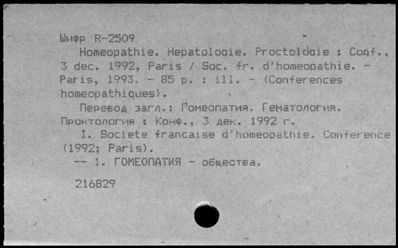 Шифр R-2509
Homeopathie. Hepatologie. Proctologie : Conf.,
3 dec. 1992, Paris / Soc. fr. d'homeopathie. -
Paris, 1993. - 85 p. : ill. - (Conferences
homeopathiques).
Перевод загл.: Гомеопатия. Гематология.
Проктология : Конф., 3 дек. 1992 г.
I. Societe francaise d'homeopathie. Conference
(1992; Paris).
-- 1. ГОМЕОПАТИЯ - общества.
216829